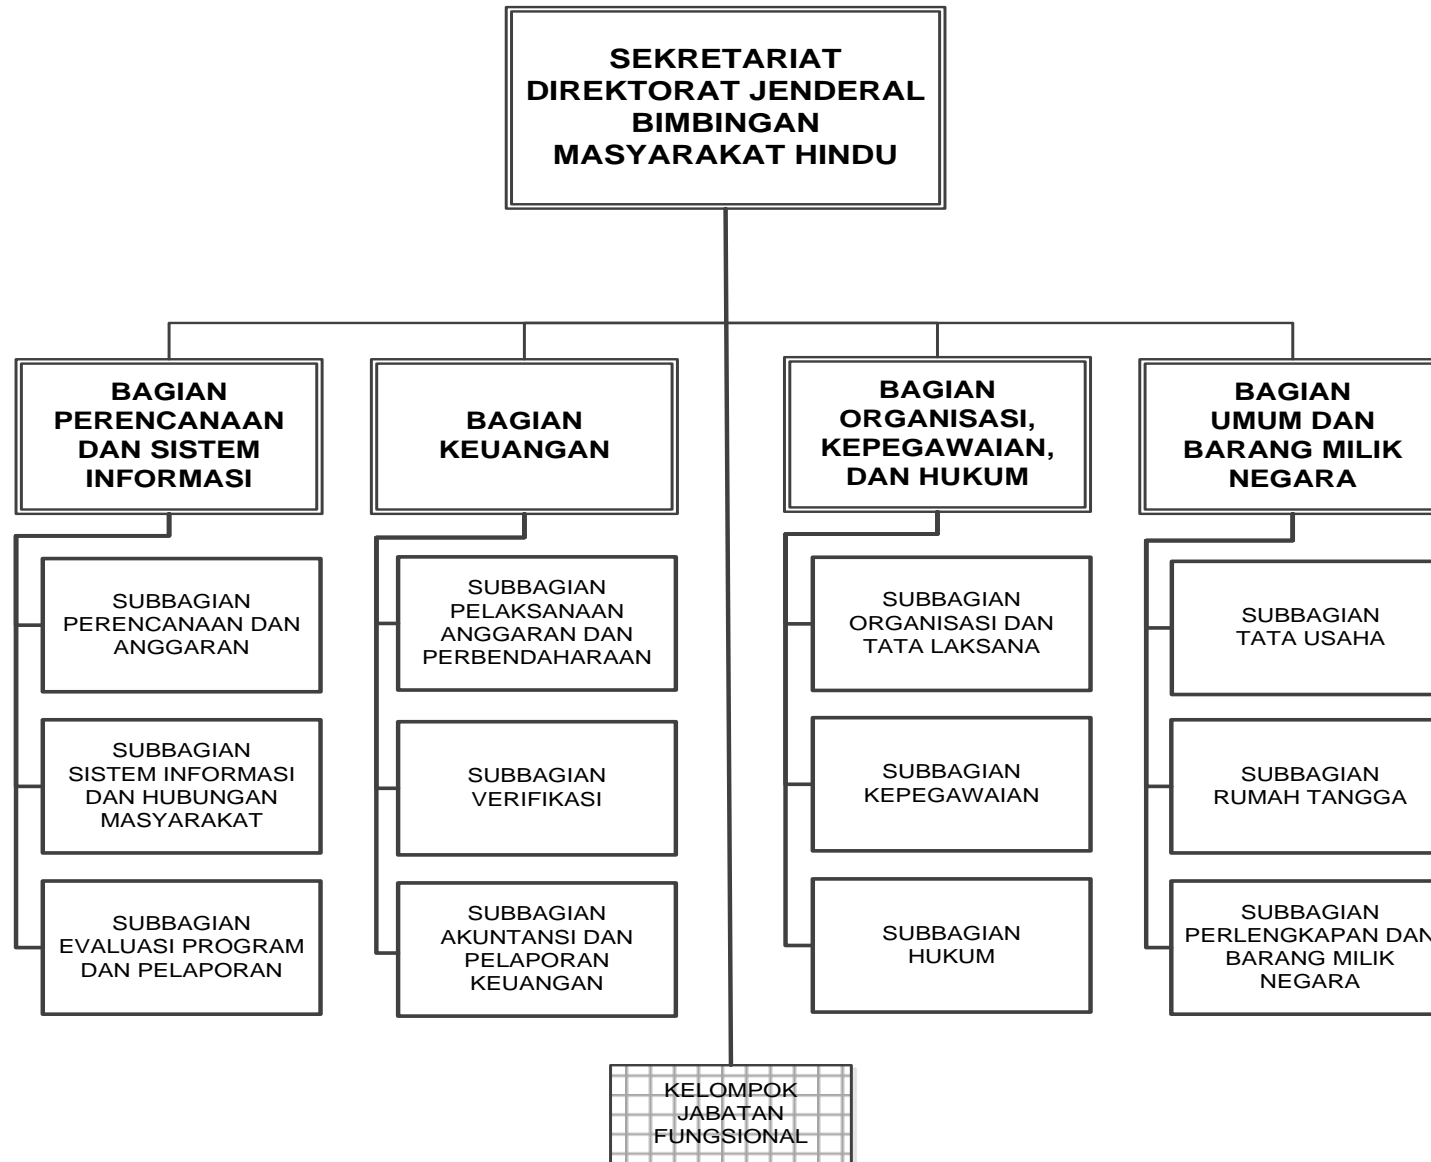 SEKRETARIAT
DIREKTORAT JENDERAL
BIMBINGAN
MASYARAKAT HINDU
BAGIAN
PERENCANAAN
DAN SISTEM
INFORMASI
BAGIAN
KEUANGAN
BAGIAN
ORGANISASI,
KEPEGAWAIAN,
DAN HUKUM
BAGIAN
UMUM DAN
BARANG MILIK
NEGARA
SUBBAGIAN
PERENCANAAN DAN
ANGGARAN
SUBBAGIAN
SISTEM INFORMASI
DAN HUBUNGAN
MASYARAKAT
SUBBAGIAN
EVALUASI PROGRAM
DAN PELAPORAN
SUBBAGIAN
PELAKSANAAN
ANGGARAN DAN
PERBENDAHARAAN
SUBBAGIAN
VERIFIKASI
SUBBAGIAN
AKUNTANSI DAN
PELAPORAN
KEUANGAN
SUBBAGIAN
ORGANISASI DAN
TATA LAKSANA
SUBBAGIAN
KEPEGAWAIAN
SUBBAGIAN
HUKUM
SUBBAGIAN
TATA USAHA
SUBBAGIAN
RUMAH TANGGA
SUBBAGIAN
PERLENGKAPAN DAN
BARANG MILIK
NEGARA
KELOMPOK
JABATAN
FUNGSIONAL